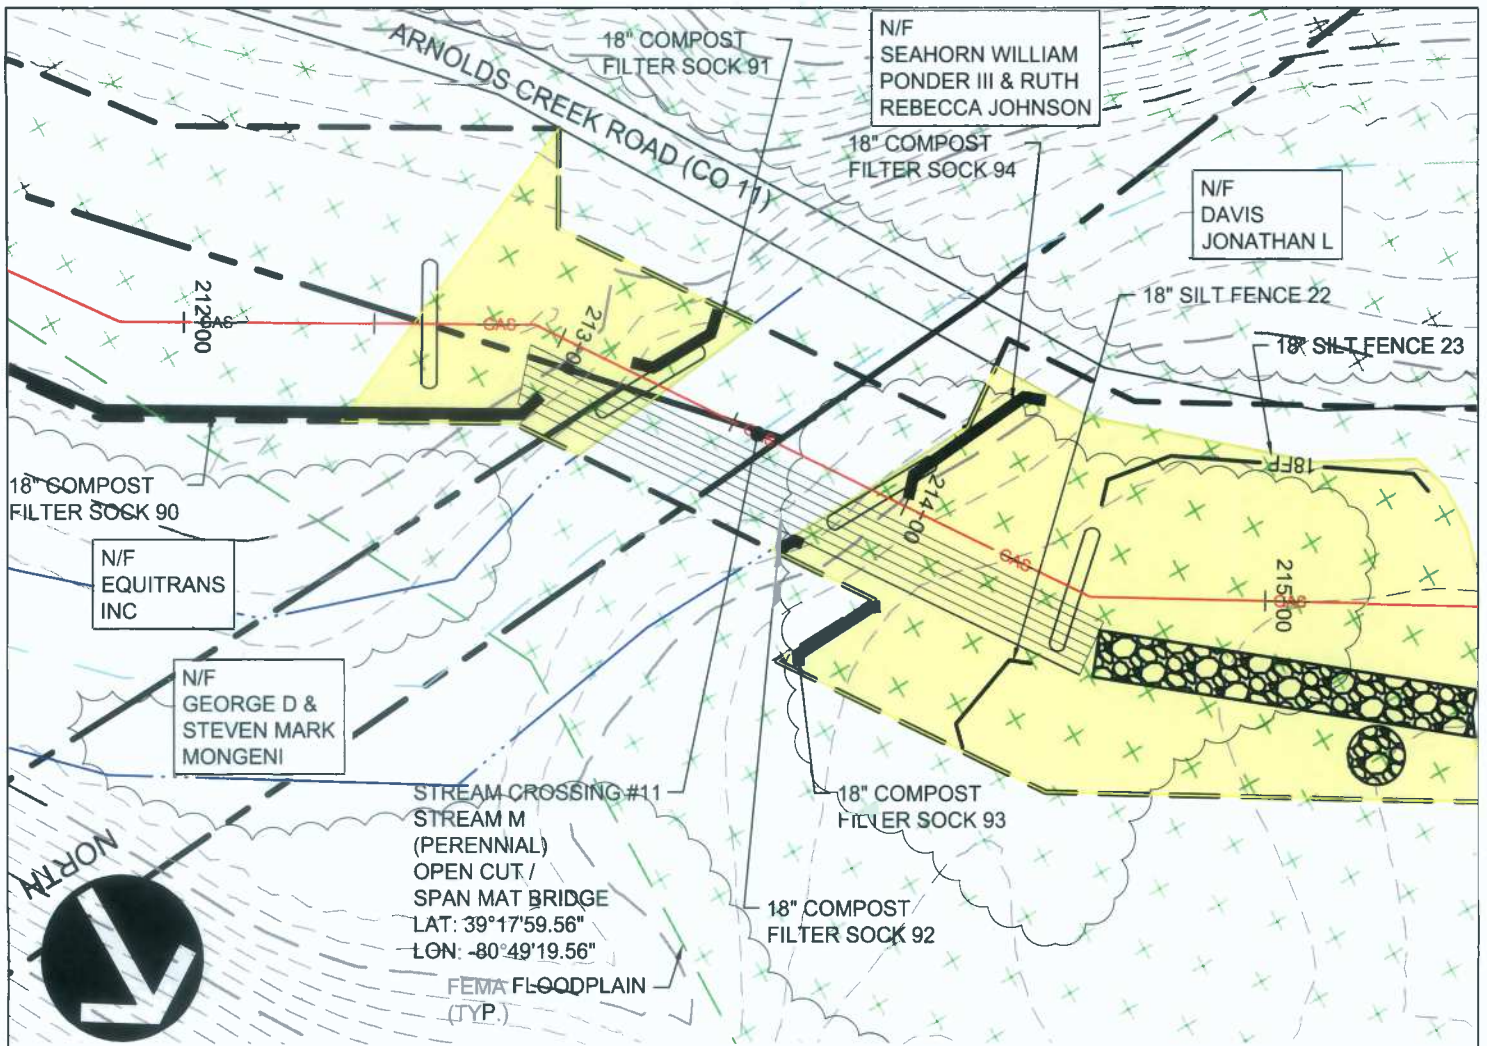 ARNOLDS CREEK ROAD (CO 11)
18" COMPOST
FILTER SOCK 91
N/F
SEAHORN WILLIAM
PONDER III & RUTH
REBECCA JOHNSON
18" COMPOST
FILTER SOCK 94
N/F
DAVIS
JONATHAN L
18" SILT FENCE 22
18" SILT FENCE 23
212+00
GAS
GAS
213+0
GAS
18FP
214+00
GAS
215+00
GAS
18" COMPOST
FILTER SOCK 90
N/F
EQUITRANS
INC
N/F
GEORGE D &
STEVEN MARK
MONGENI
STREAM CROSSING #11
STREAM M
(PERENNIAL)
OPEN CUT /
SPAN MAT BRIDGE
LAT: 39°17'59.56"
LON: -80°49'19.56"
FEMA FLOODPLAIN
(TYP.)
18" COMPOST
FILTER SOCK 93
18" COMPOST
FILTER SOCK 92
NORTH